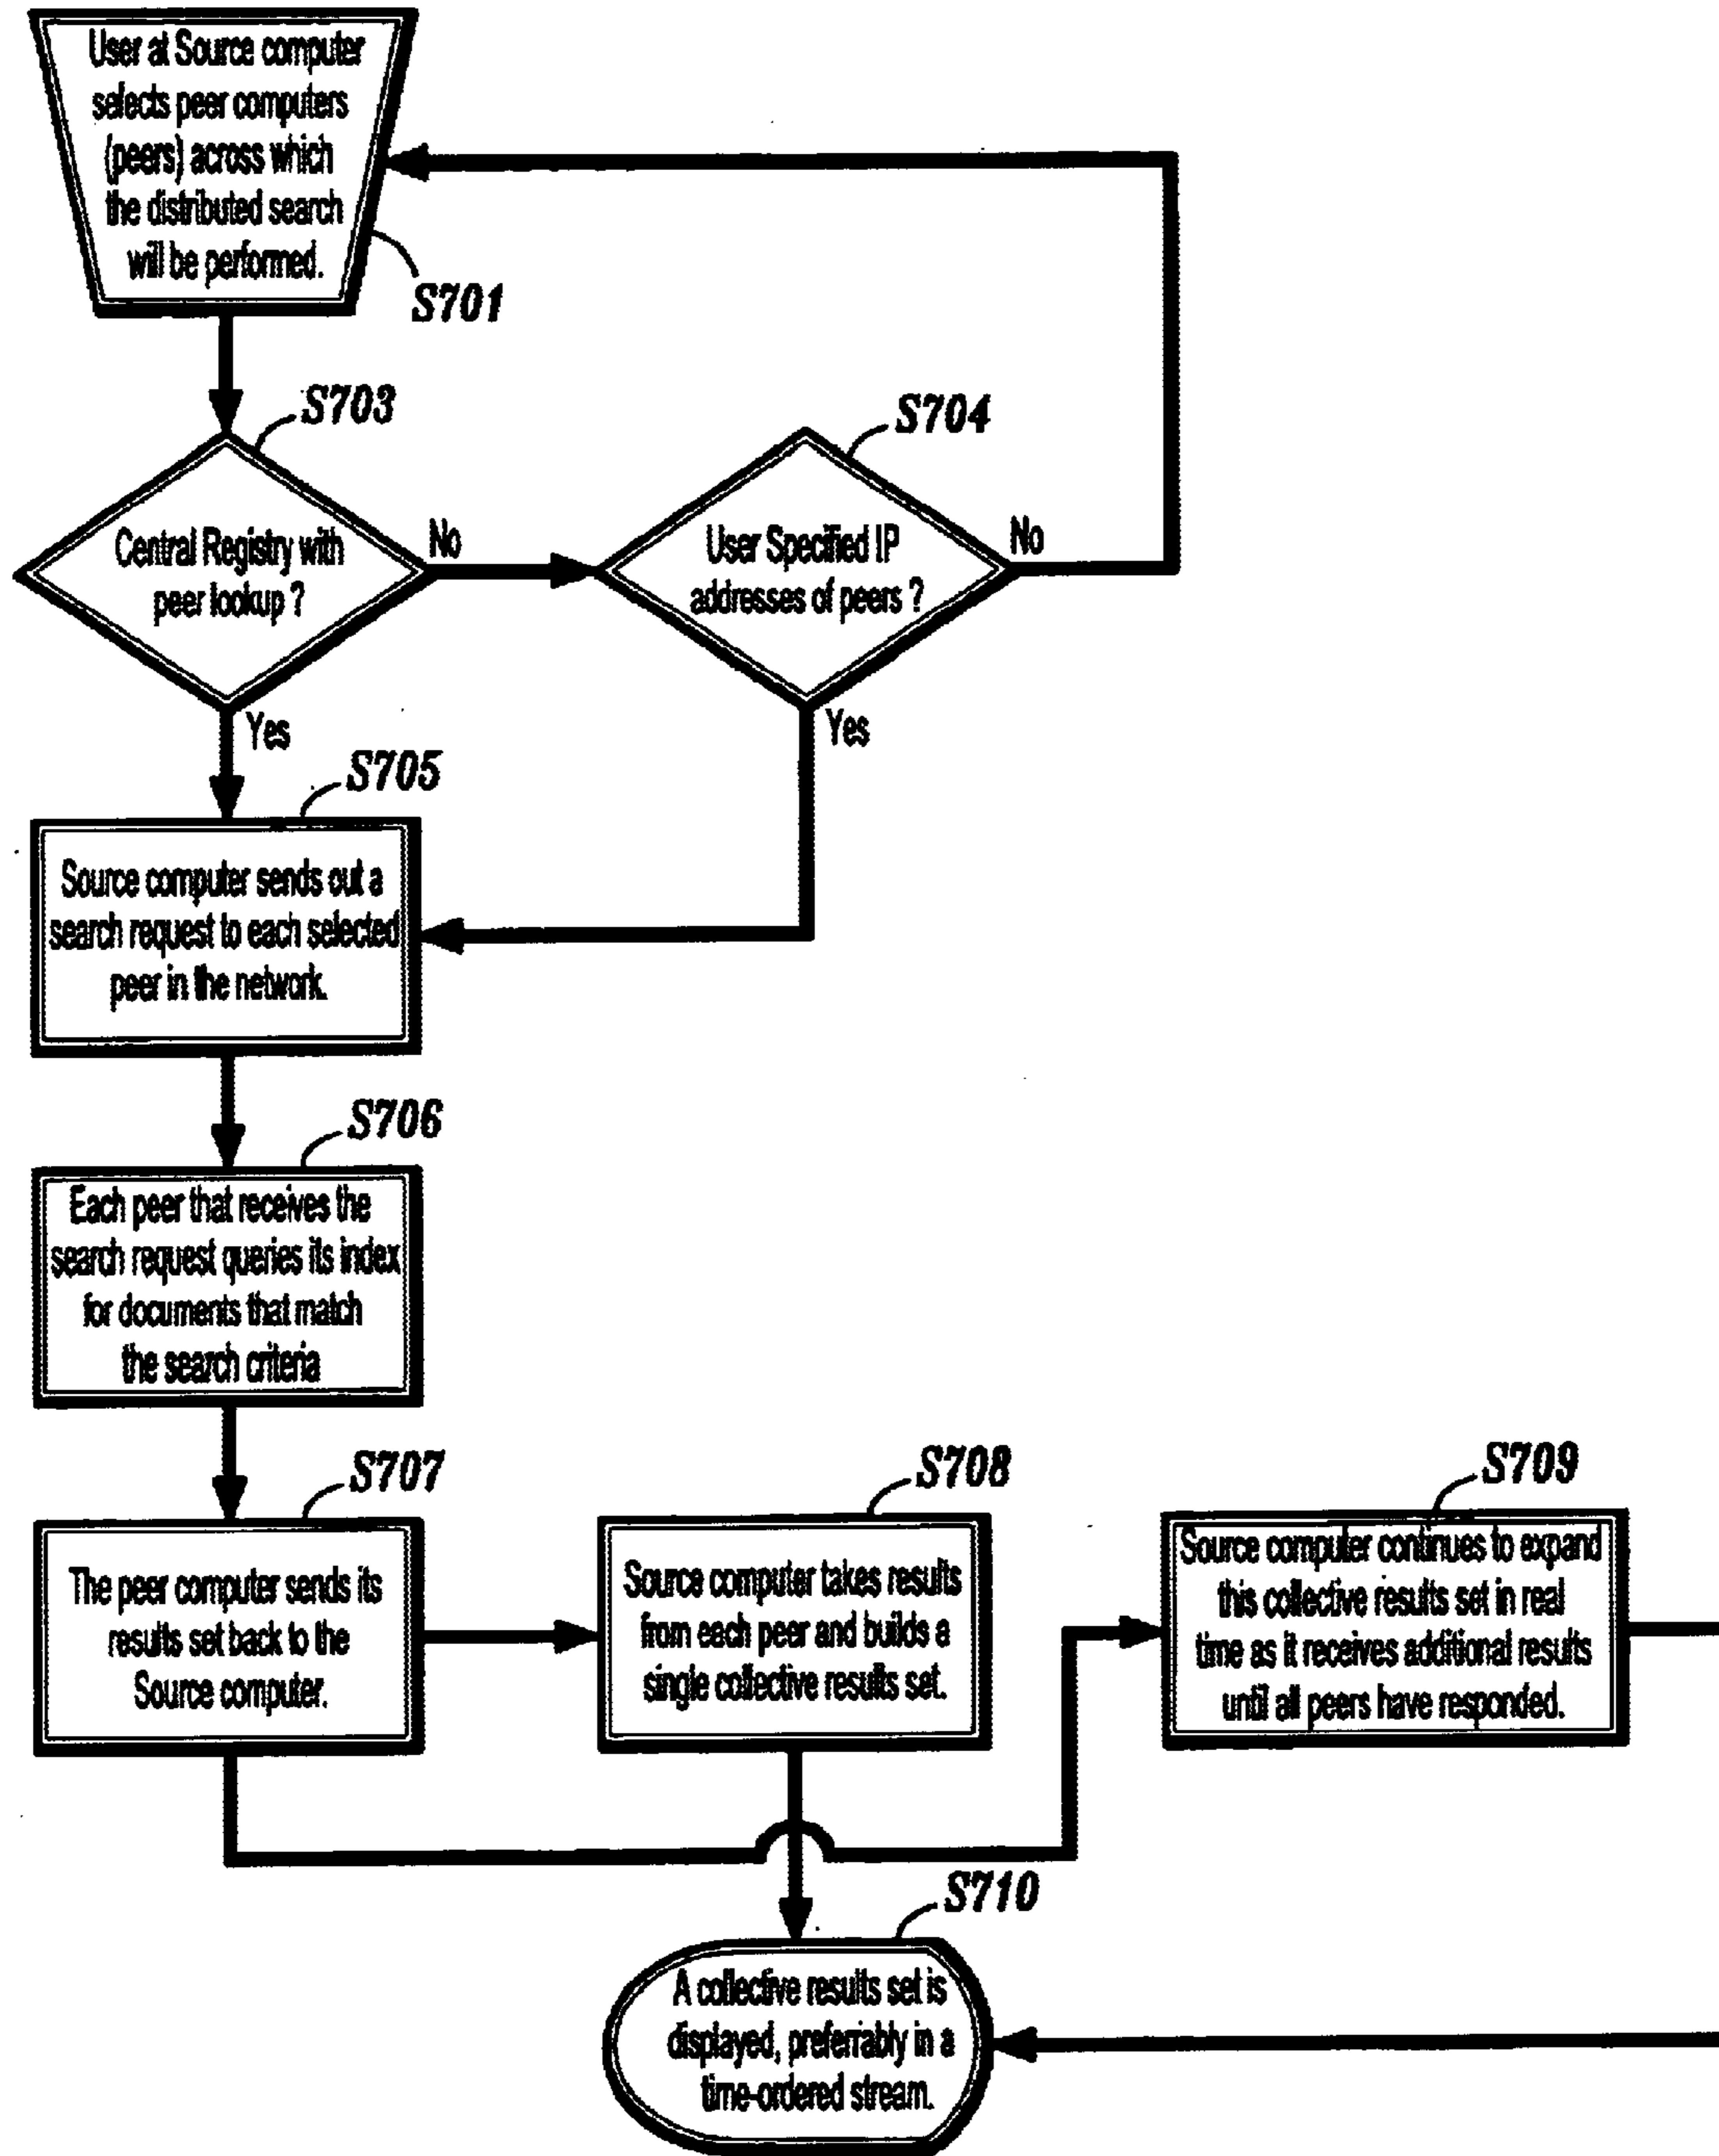 User at Source computer
selects peer computers
(peers) across which
the distributed search
will be performed.
S701
S703
Central Registry with
peer lookup ?
No
Yes
S704
User Specified IP
addresses of peers ?
No
Yes
S705
Source computer sends out a
search request to each selected
peer in the network.
S706
Each peer that receives the
search request queries its index
for documents that match
the search criteria
S707
The peer computer sends its
results set back to the
Source computer.
S708
Source computer takes results
from each peer and builds a
single collective results set.
S709
Source computer continues to expand
this collective results set in real
time as it receives additional results
until all peers have responded.
S710
A collective results set is
displayed, preferrably in a
time-ordered stream.